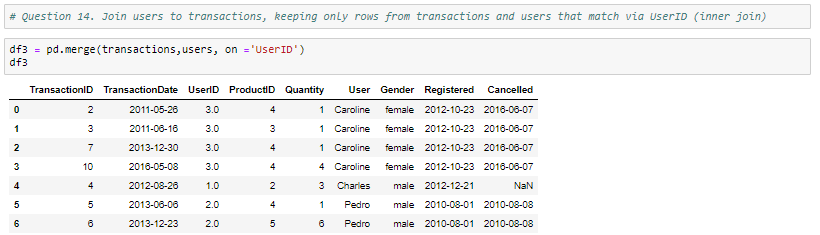 # Question 14. Join users to transactions, keeping only rows from transactions and users that match via UserID (inner join)
df3 = pd.merge(transactions,users, on ='UserID')
df3
TransactionID TransactionDate UserID ProductID Quantity User Gender Registered Cancelled
0 2 2011-05-26 3.0 4 1 Caroline female 2012-10-23 2016-06-07
1 3 2011-06-16 3.0 3 1 Caroline female 2012-10-23 2016-06-07
2 7 2013-12-30 3.0 4 1 Caroline female 2012-10-23 2016-06-07
3 10 2016-05-08 3.0 4 4 Caroline female 2012-10-23 2016-06-07
4 4 2012-08-26 1.0 2 3 Charles male 2012-12-21 NaN
5 5 2013-06-06 2.0 4 1 Pedro male 2010-08-01 2010-08-08
6 6 2013-12-23 2.0 5 6 Pedro male 2010-08-01 2010-08-08